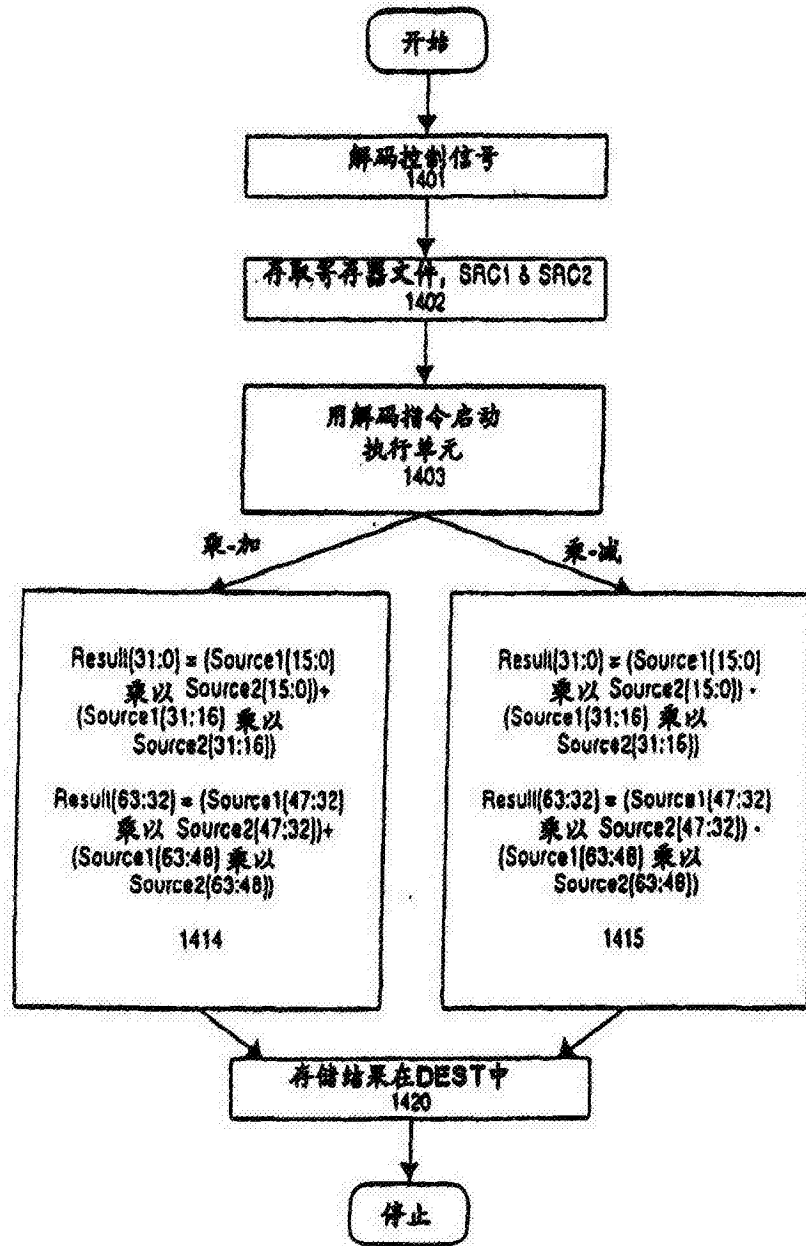 开始
解码控制信号
1401
存取寄存器文件, SRC1 & SRC2
1402
用解码指令启动
执行单元
1403
乘-加
乘-减
Result(31:0) = (Source1(15:0)
乘以 Source2(15:0))+
(Source1(31:16) 乘以
Source2(31:16))
Result(63:32) = (Source1(47:32)
乘以 Source2(47:32))+
(Source1(63:48) 乘以
Source2(63:48))
1414
Result(31:0) = (Source1(15:0)
乘以 Source2(15:0)) -
(Source1(31:16) 乘以
Source2(31:16))
Result(63:32) = (Source1(47:32)
乘以 Source2(47:32)) -
(Source1(63:48) 乘以
Source2(63:48))
1415
存储结果在DEST中
1420
停止